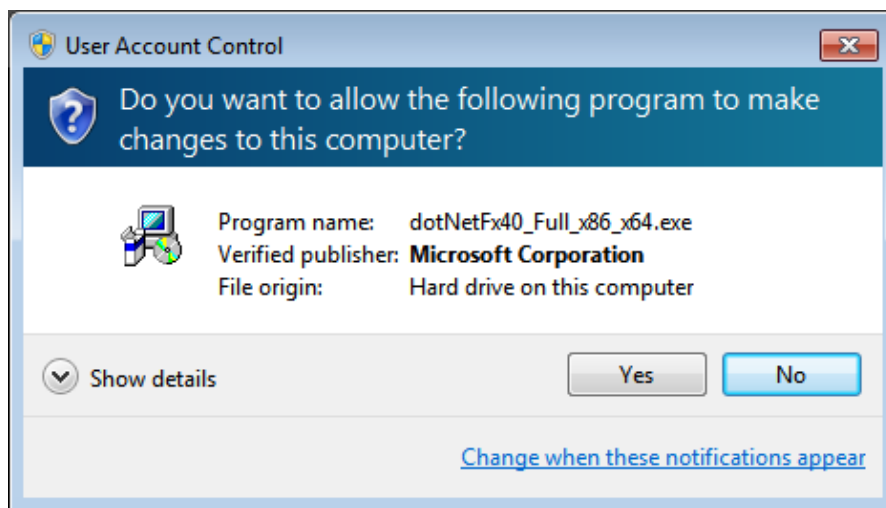 User Account Control
Do you want to allow the following program to make
changes to this computer?
Program name: dotNetFx40_Full_x86_x64.exe
Verified publisher: Microsoft Corporation
File origin: Hard drive on this computer
Show details
Yes
No
Change when these notifications appear